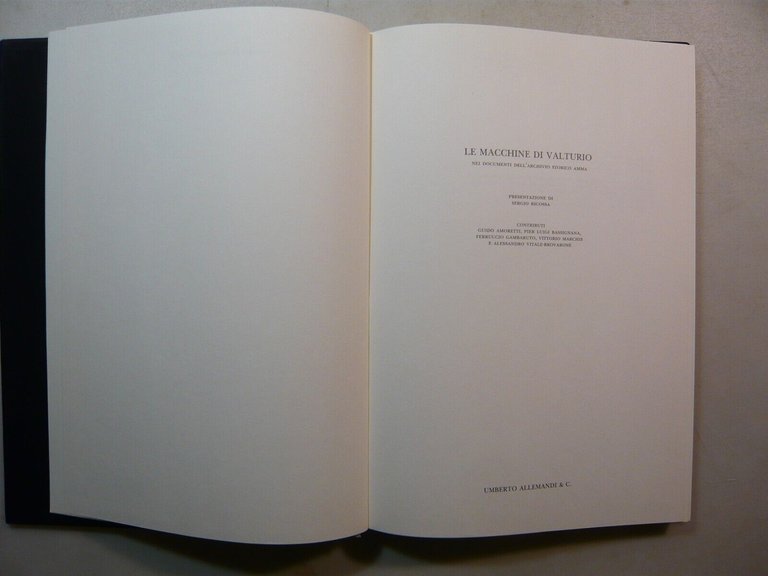 LE MACCHINE DI VALTURIO
NEI DOCUMENTI DELL'ARCHIVIO STORICO AMMA
PRESENTAZIONE DI
SERGIO RICOSSA
CONTRIBUTI
GUIDO AMORETTI, PIER LUIGI BASSIGNANA,
FERRUCCIO GAMBARUTO, VITTORIO MARCHIS
E ALESSANDRO VITALE-BROVARONE
UMBERTO ALLEMANDI & C.